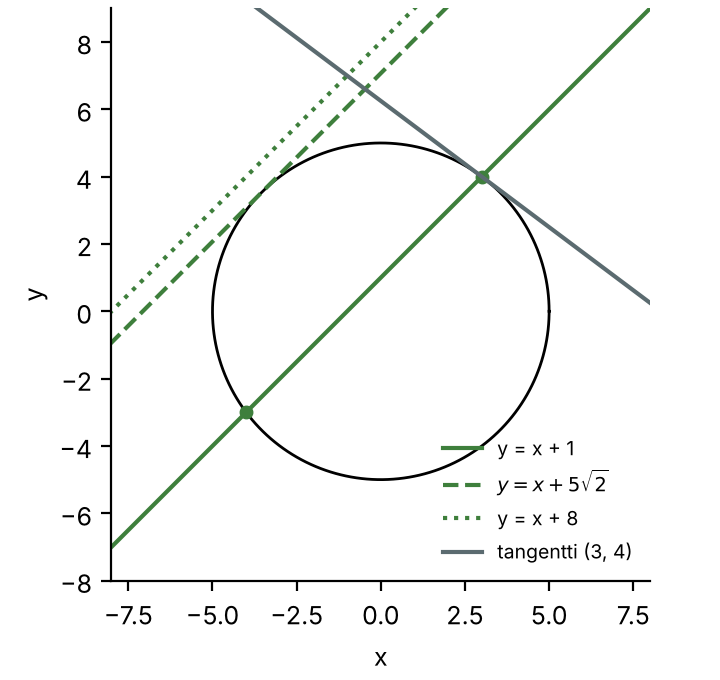 8
6
4
2
0
−2
−4
−6
−8
y
−7.5 −5.0 −2.5 0.0 2.5 5.0 7.5
x
y = x + 1
y = x + 5√2
y = x + 8
tangentti (3, 4)